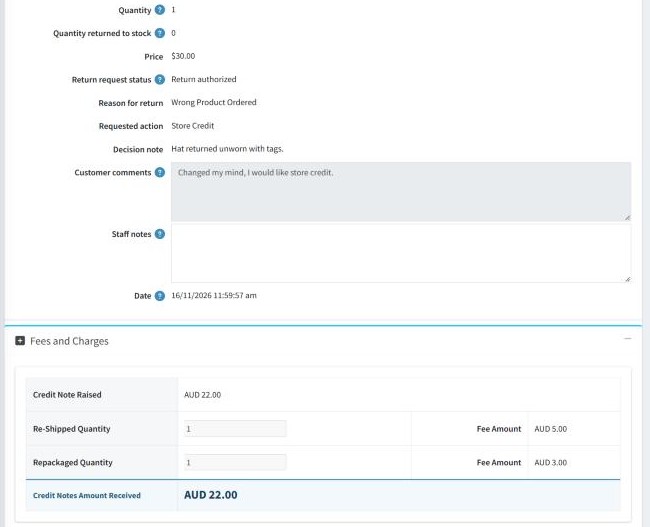 Quantity ? 1
Quantity returned to stock ? 0
Price $30.00
Return request status ? Return authorized
Reason for return Wrong Product Ordered
Requested action Store Credit
Decision note Hat returned unworn with tags.
Customer comments ? Changed my mind, I would like store credit.
Staff notes ?
Date ? 16/11/2026 11:59:57 am
Fees and Charges
Credit Note Raised AUD 22.00
Re-Shipped Quantity 1 Fee Amount AUD 5.00
Repackaged Quantity 1 Fee Amount AUD 3.00
Credit Notes Amount Received AUD 22.00